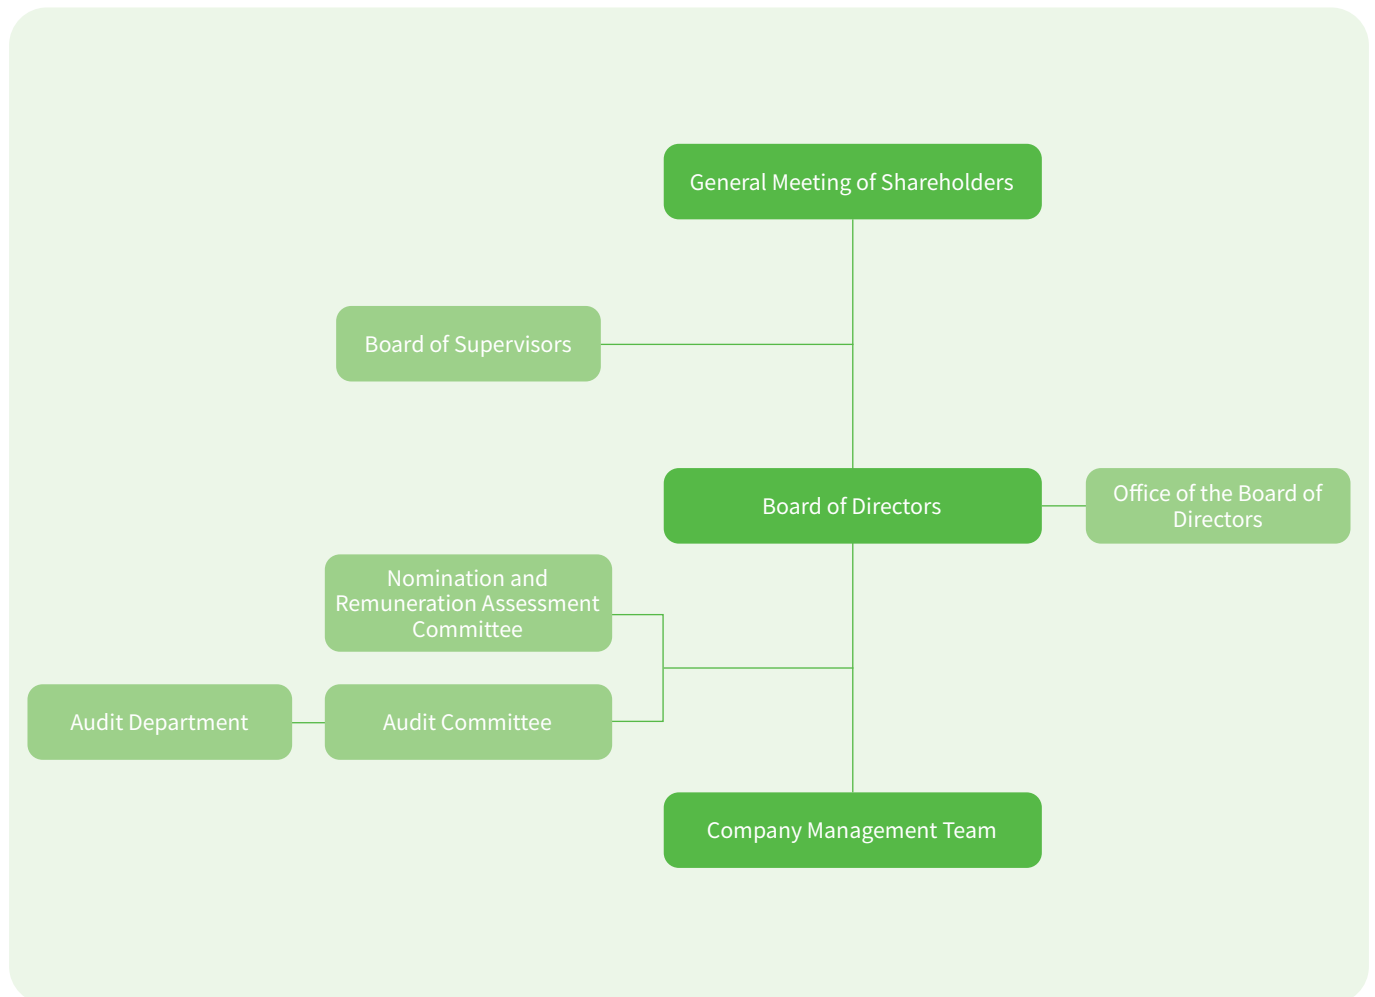 General Meeting of Shareholders
Board of Supervisors
Board of Directors
Office of the Board of
Directors
Nomination and
Remuneration Assessment
Committee
Audit Department
Audit Committee
Company Management Team